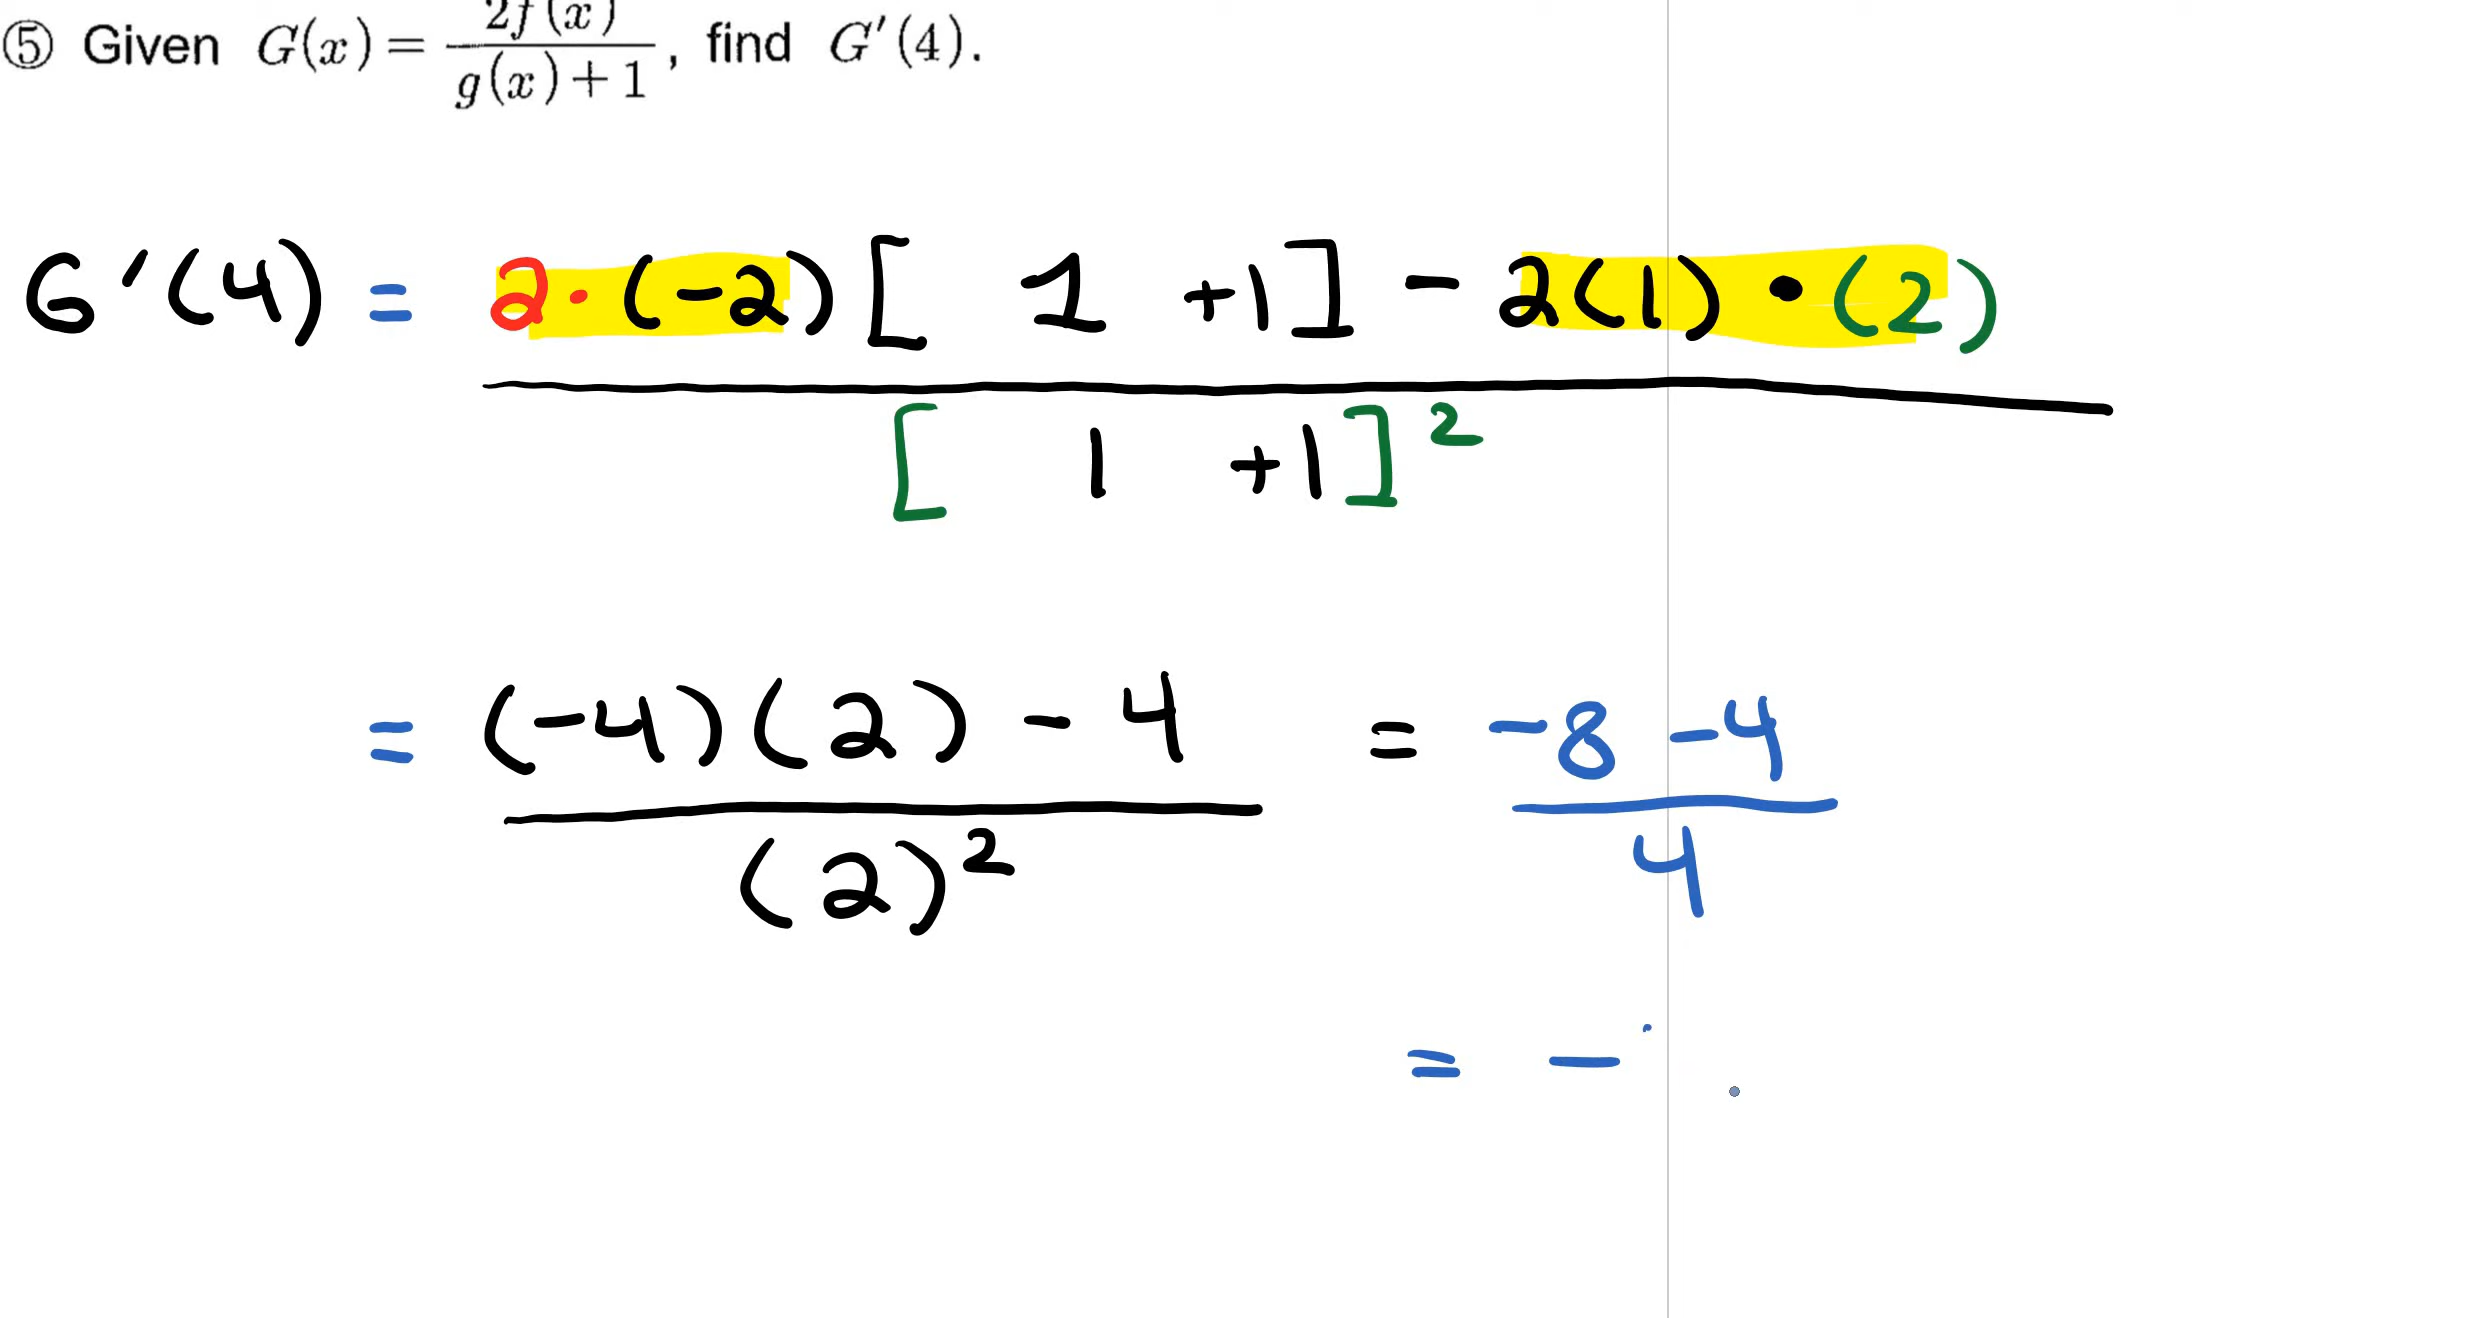 ⑤ Given G(x) = 2f(x) / g(x)+1 , find G'(4).
G'(4) = 2·(-2)[ 1 +1] - 2(1)·(2)
[ 1 +1]²
= (-4)(2) - 4 = -8 -4
(2)² 4
= -